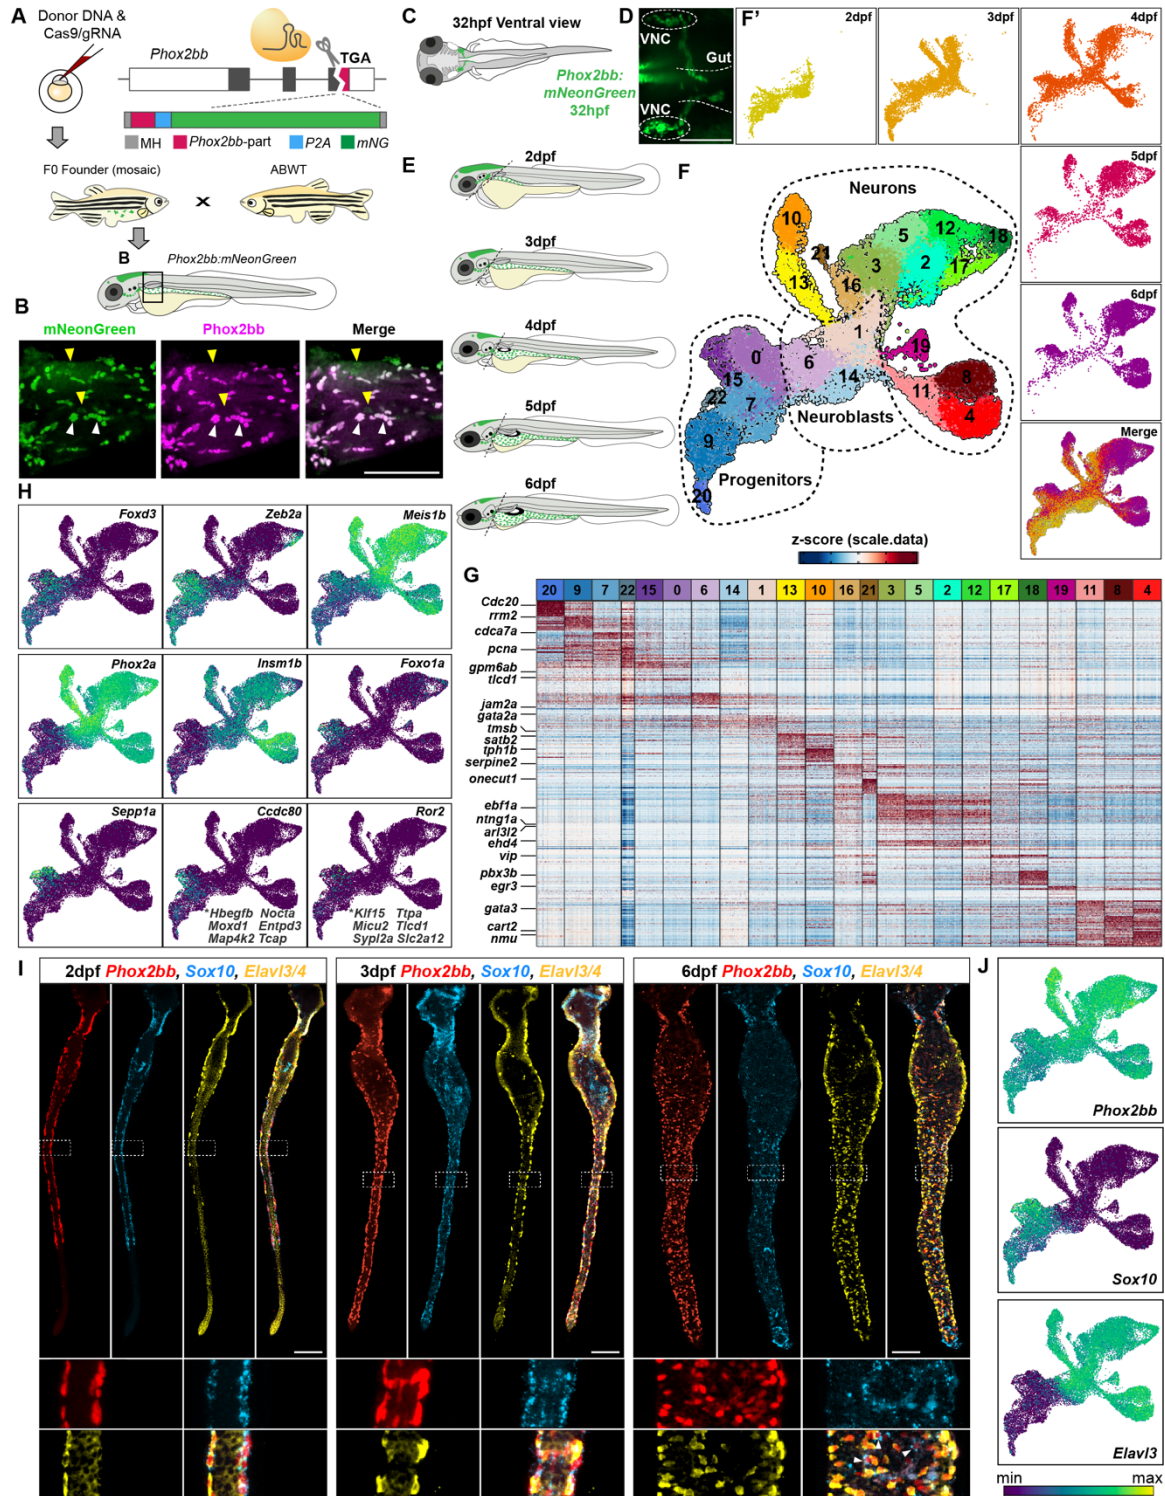 A
Donor DNA &
Cas9/gRNA
Phox2bb
TGA
MH
Phox2bb-part
P2A
mNG
F0 Founder (mosaic)
x
ABWT
B
Phox2bb:mNeonGreen
B
mNeonGreen
Phox2bb
Merge
C
32hpf Ventral view
Phox2bb:
mNeonGreen
32hpf
D
VNC
Gut
VNC
E
2dpf
3dpf
4dpf
5dpf
6dpf
F'
2dpf
3dpf
4dpf
5dpf
6dpf
Merge
F
Neurons
10
21
13
16
3
5
12
18
2
17
1
19
0
6
14
15
22
7
11
8
4
9
20
Neuroblasts
Progenitors
z-score (scale.data)
G
20 9 7 22 15 0 6 14 1 13 10 16 21 3 5 2 12 17 18 19 11 8 4
Cdc20
rrm2
cdca7a
pcna
gpm6ab
tlcd1
jam2a
gata2a
tmsb
satb2
tph1b
serpine2
onecut1
ebf1a
ntng1a
arl3l2
ehd4
vip
pbx3b
egr3
gata3
cart2
nmu
H
Foxd3
Zeb2a
Meis1b
Phox2a
Insm1b
Foxo1a
Sepp1a
Ccdc80
*Hbegfb Nocta
Moxd1 Entpd3
Map4k2 Tcap
Ror2
*Klf15 Ttpa
Micu2 Tlcd1
Sypl2a Slc2a12
I
2dpf Phox2bb, Sox10, Elavl3/4
3dpf Phox2bb, Sox10, Elavl3/4
6dpf Phox2bb, Sox10, Elavl3/4
J
Phox2bb
Sox10
Elavl3
min
max